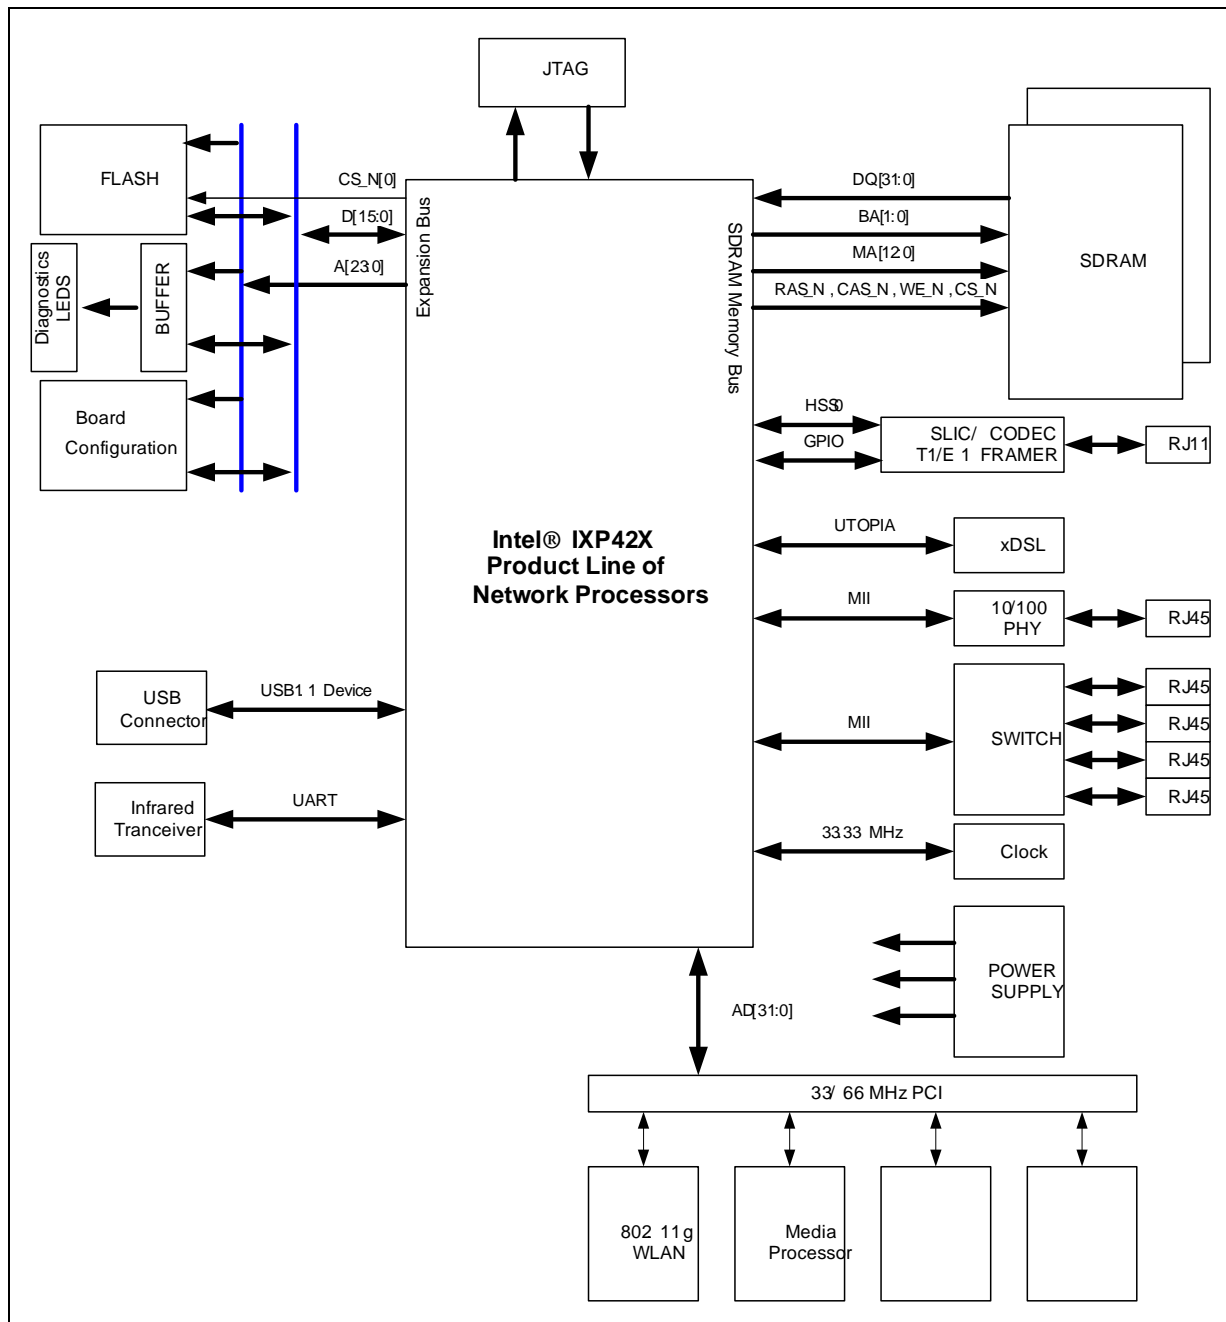 JTAG
FLASH
CS_N[0]
D[15:0]
A[23:0]
Expansion Bus
SDRAM Memory Bus
DQ[31:0]
BA[1:0]
MA[12:0]
RAS_N , CAS_N , WE_N , CS_N
SDRAM
Diagnostics
LEDS
BUFFER
Board
Configuration
HSS0
GPIO
SLIC/ CODEC
T1/E 1 FRAMER
RJ11
Intel® IXP42X
Product Line of
Network Processors
UTOPIA
xDSL
MII
10/100
PHY
RJ45
USB
Connector
USB1.1 Device
MII
SWITCH
RJ45
RJ45
RJ45
RJ45
Infrared
Tranceiver
UART
33.33 MHz
Clock
POWER
SUPPLY
AD[31:0]
33/ 66 MHz PCI
802 11g
WLAN
Media
Processor